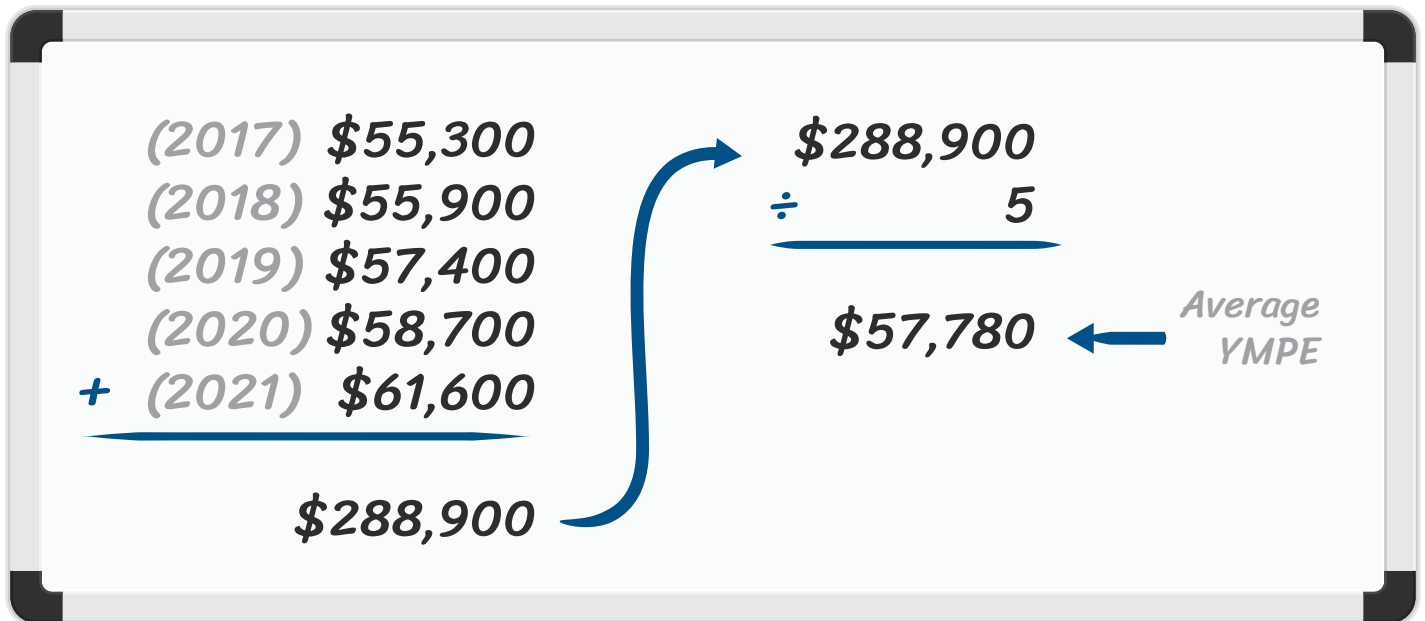 (2017) $55,300
(2018) $55,900
(2019) $57,400
(2020) $58,700
+ (2021) $61,600
$288,900
$288,900
÷ 5
$57,780
Average
YMPE